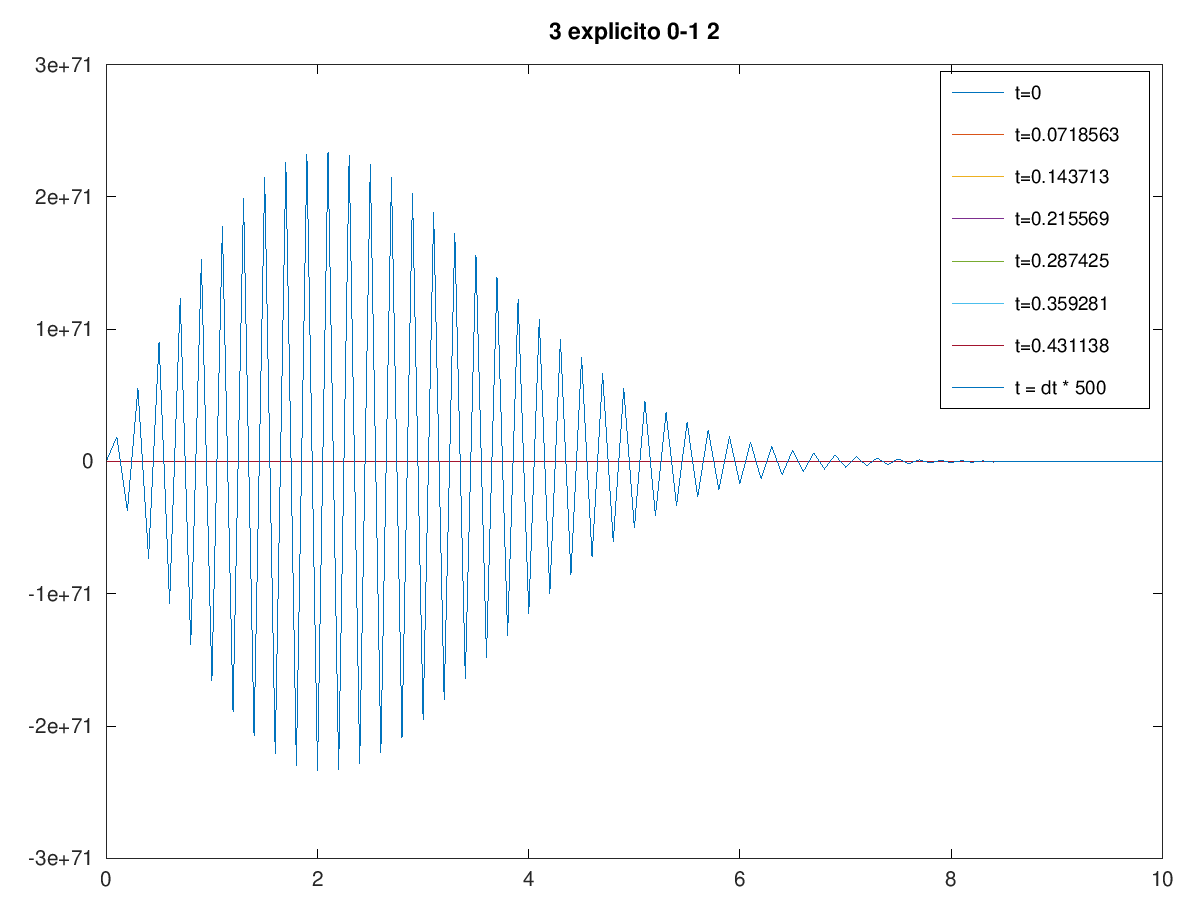 3 explicito 0-1 2
3e+71
2e+71
1e+71
0
-1e+71
-2e+71
-3e+71
0
2
4
6
8
10
t=0
t=0.0718563
t=0.143713
t=0.215569
t=0.287425
t=0.359281
t=0.431138
t = dt * 500